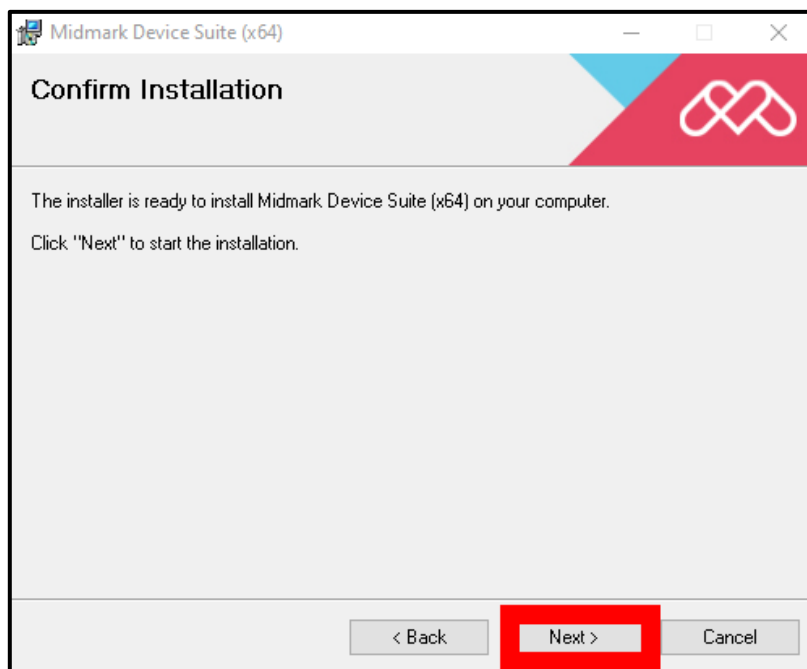 Midmark Device Suite (x64)
Confirm Installation
The installer is ready to install Midmark Device Suite (x64) on your computer.
Click "Next" to start the installation.
< Back
Next >
Cancel